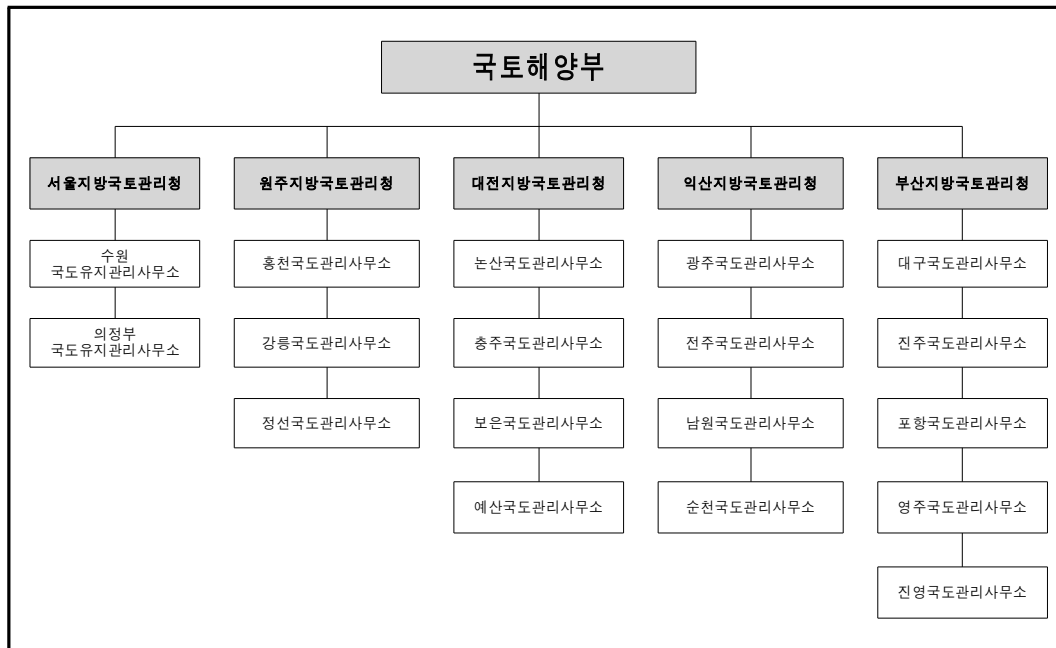 국토해양부
서울지방국토관리청
원주지방국토관리청
대전지방국토관리청
익산지방국토관리청
부산지방국토관리청
수원
국도유지관리사무소
홍천국도관리사무소
논산국도관리사무소
광주국도관리사무소
대구국도관리사무소
의정부
국도유지관리사무소
강릉국도관리사무소
충주국도관리사무소
전주국도관리사무소
진주국도관리사무소
정선국도관리사무소
보은국도관리사무소
남원국도관리사무소
포항국도관리사무소
예산국도관리사무소
순천국도관리사무소
영주국도관리사무소
진영국도관리사무소